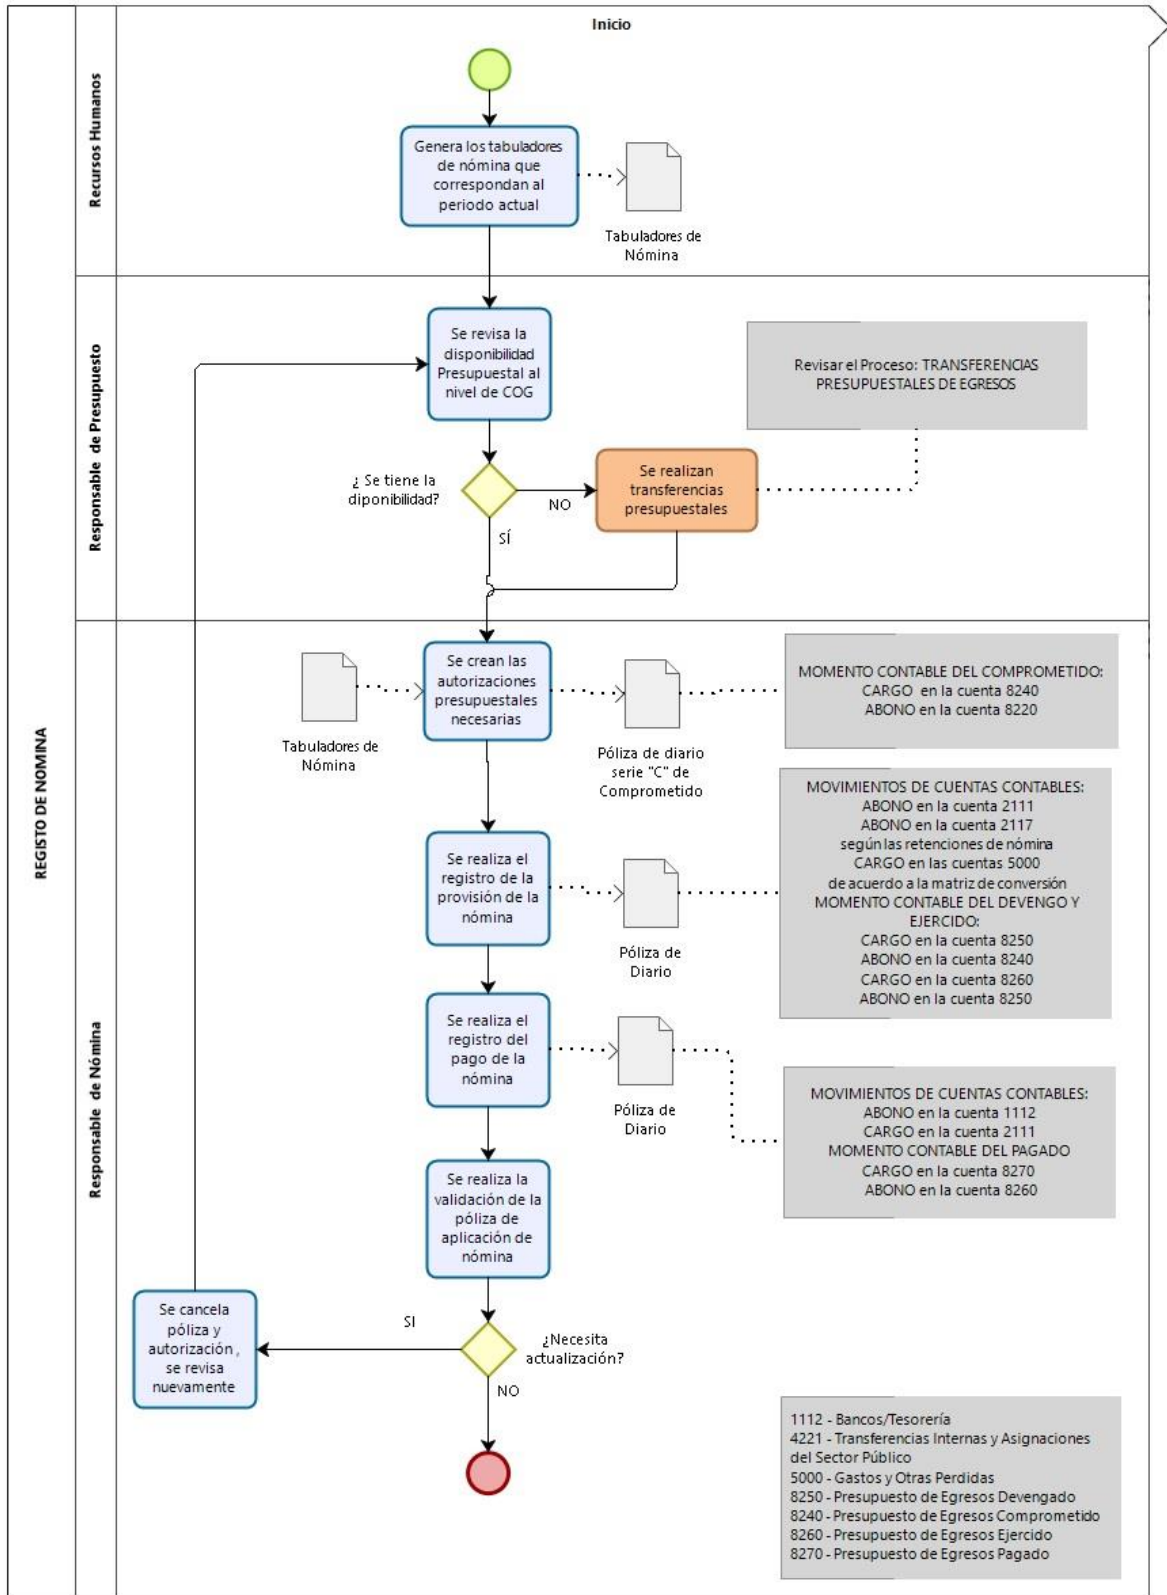 Inicio
REGISTO DE NOMINA
Recursos Humanos
Genera los tabuladores
de nómina que
correspondan al
periodo actual
Tabuladores de
Nómina
Responsable de Presupuesto
Se revisa la
disponibilidad
Presupuestal al
nivel de COG
Revisar el Proceso: TRANSFERENCIAS
PRESUPUESTALES DE EGRESOS
¿ Se tiene la
diponibilidad?
NO
Se realizan
transferencias
presupuestales
SÍ
Responsable de Nómina
Tabuladores de
Nómina
Se crean las
autorizaciones
presupuestales
necesarias
Póliza de diario
serie "C" de
Comprometido
MOMENTO CONTABLE DEL COMPROMETIDO:
CARGO en la cuenta 8240
ABONO en la cuenta 8220
Se realiza el
registro de la
provisión de la
nómina
Póliza de
Diario
MOVIMIENTOS DE CUENTAS CONTABLES:
ABONO en la cuenta 2111
ABONO en la cuenta 2117
según las retenciones de nómina
CARGO en las cuentas 5000
de acuerdo a la matriz de conversión
MOMENTO CONTABLE DEL DEVENGO Y
EJERCIDO:
CARGO en la cuenta 8250
ABONO en la cuenta 8240
CARGO en la cuenta 8260
ABONO en la cuenta 8250
Se realiza el
registro del
pago de la
nómina
Póliza de
Diario
MOVIMIENTOS DE CUENTAS CONTABLES:
ABONO en la cuenta 1112
CARGO en la cuenta 2111
MOMENTO CONTABLE DEL PAGADO
CARGO en la cuenta 8270
ABONO en la cuenta 8260
Se realiza la
validación de la
póliza de
aplicación de
nómina
Se cancela
póliza y
autorización ,
se revisa
nuevamente
SI
¿Necesita
actualización?
NO
1112 - Bancos/Tesorería
4221 - Transferencias Internas y Asignaciones
del Sector Público
5000 - Gastos y Otras Perdidas
8250 - Presupuesto de Egresos Devengado
8240 - Presupuesto de Egresos Comprometido
8260 - Presupuesto de Egresos Ejercido
8270 - Presupuesto de Egresos Pagado